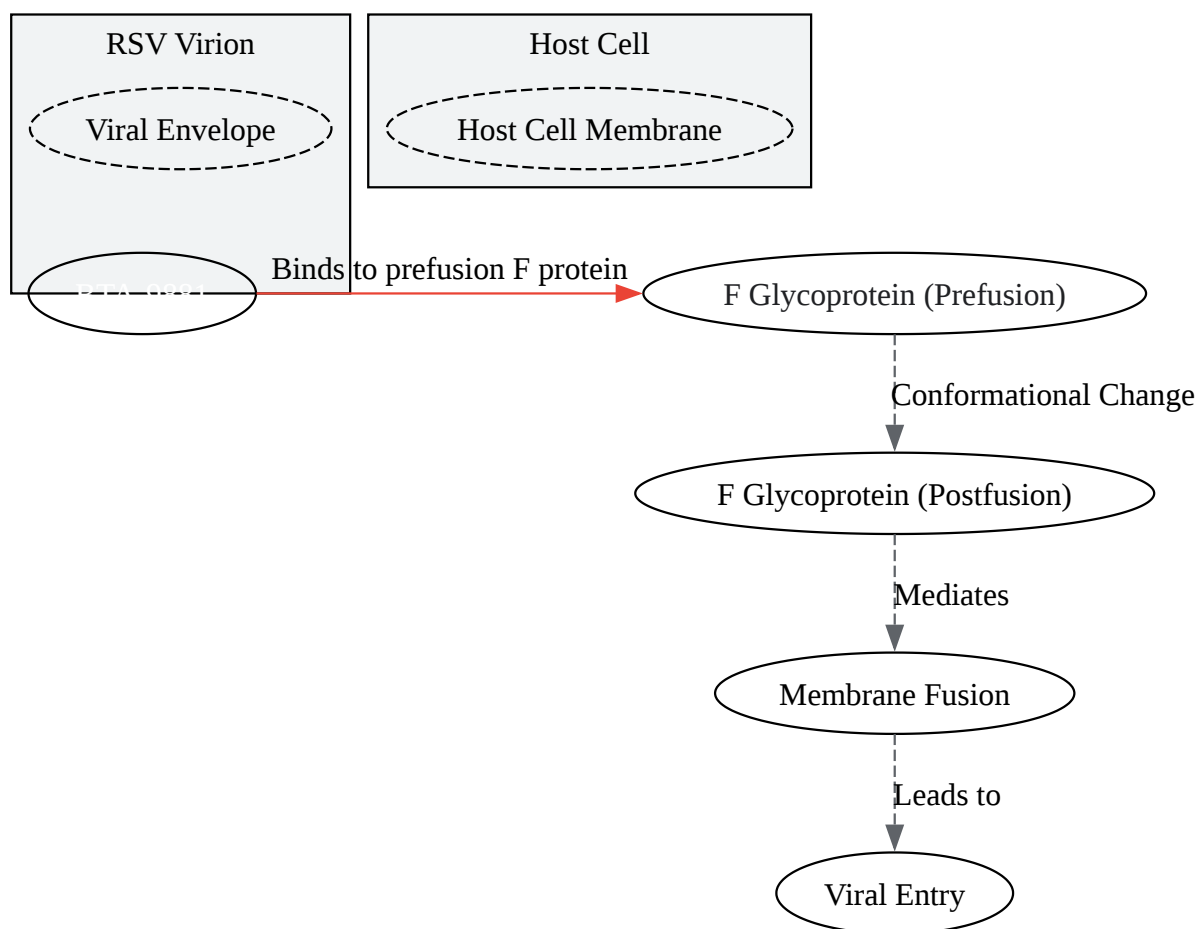 RSV Virion
Host Cell
Viral Envelope
Host Cell Membrane
Binds to prefusion F protein
F Glycoprotein (Prefusion)
Conformational Change
F Glycoprotein (Postfusion)
Mediates
Membrane Fusion
Leads to
Viral Entry